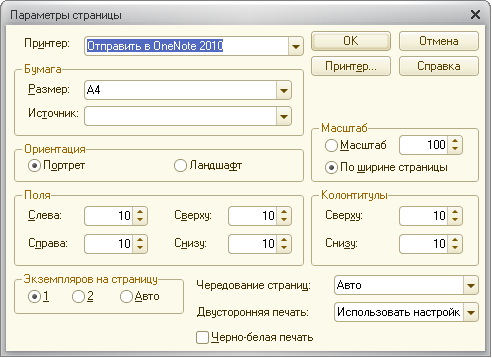 Параметры страницы
Принтер: Отправить в OneNote 2010
OK Отмена
Бумага
Принтер... Справка
Размер: A4
Источник:
Масштаб
Масштаб 100
Ориентация
Портрет Ландшафт
По ширине страницы
Поля Колонтитулы
Слева: 10 Сверху: 10 Сверху: 10
Справа: 10 Снизу: 10 Снизу: 10
Экземпляров на страницу
1 2 Авто
Чередование страниц: Авто
Двусторонняя печать: Использовать настройк
Черно-белая печать